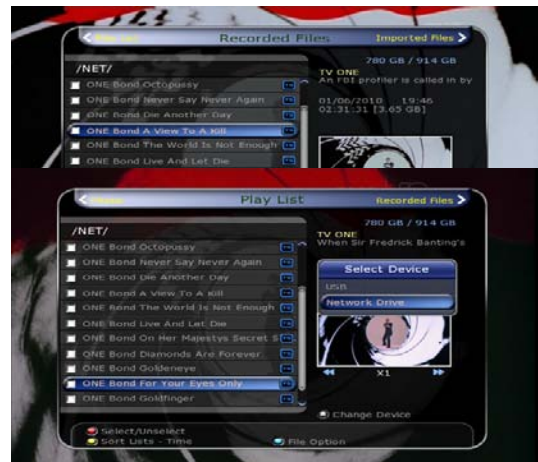 Recorded Files
Imported Files
780 GB / 914 GB
/NET/
TV ONE
An FBI profiler is called in by
ONE Bond Octopussy
ONE Bond Never Say Never Again
01/06/2010 19:46
ONE Bond Die Another Day
02:31:31 [3.65 GB]
ONE Bond A View To A Kill
ONE Bond The World Is Not Enough
ONE Bond Live And Let Die
Play List
Recorded Files
780 GB / 914 GB
/NET/
TV ONE
When Sir Fredrick Banting's
ONE Bond Octopussy
ONE Bond Never Say Never Again
ONE Bond Die Another Day
ONE Bond A View To A Kill
ONE Bond The World Is Not Enough
ONE Bond Live And Let Die
ONE Bond On Her Majestys Secret S...
ONE Bond Diamonds Are Forever
ONE Bond Goldeneye
ONE Bond For Your Eyes Only
ONE Bond Goldfinger
Select Device
USB
Network Drive
X1
Change Device
Select/Unselect
Sort Lists - Time
File Option